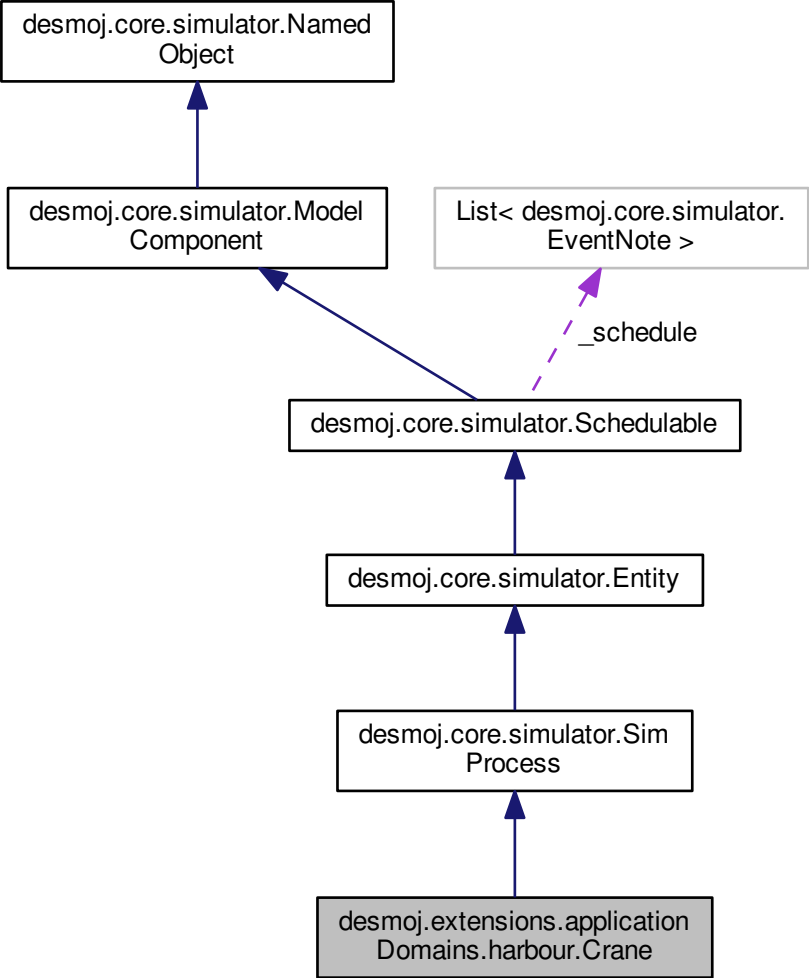 desmoj.core.simulator.Named
Object
desmoj.core.simulator.Model
Component
List< desmoj.core.simulator.
EventNote >
_schedule
desmoj.core.simulator.Schedulable
desmoj.core.simulator.Entity
desmoj.core.simulator.Sim
Process
desmoj.extensions.application
Domains.harbour.Crane